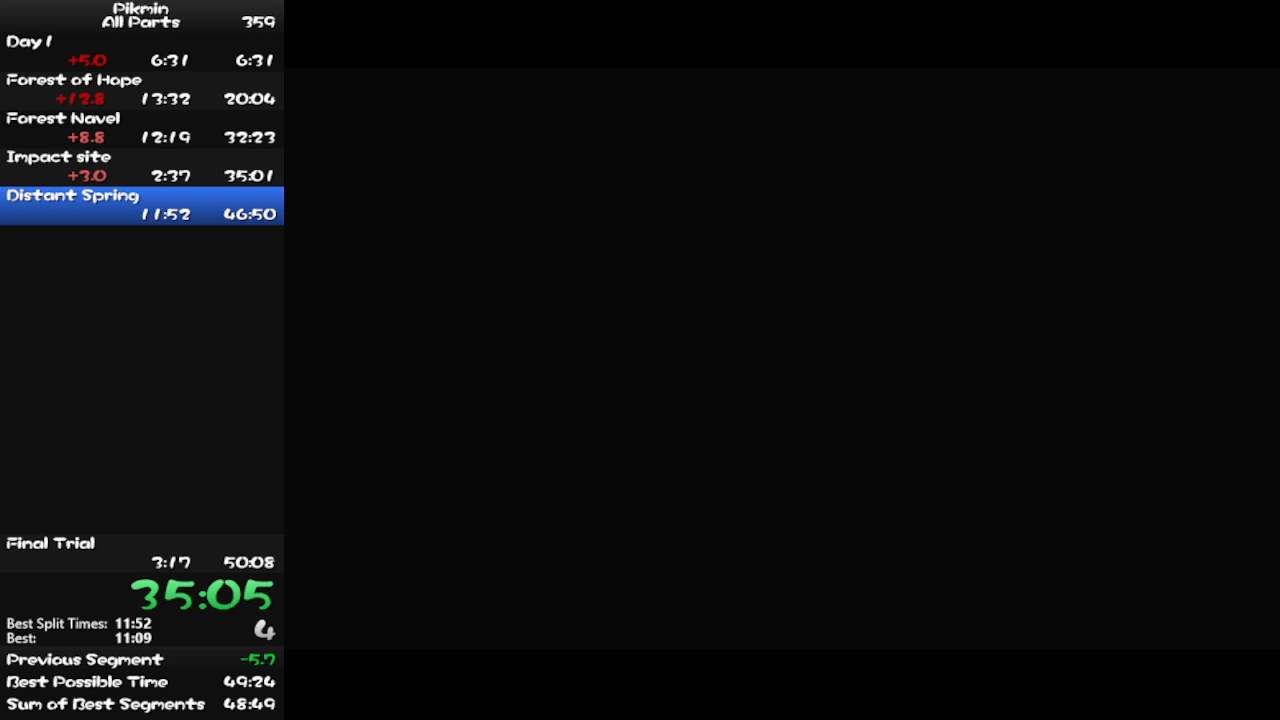 Pikmin
All Parts 359
Day 1
+5.0 6:31 6:31
Forest of Hope
+12.8 13:32 20:04
Forest Navel
+8.8 12:19 32:23
Impact site
+3.0 2:37 35:01
Distant Spring
11:52 46:50
Final Trial
3:17 50:08
35:05
Best Split Times: 11:52
Best: 11:09
4
Previous Segment -5.7
Best Possible Time 49:24
Sum of Best Segments 48:49